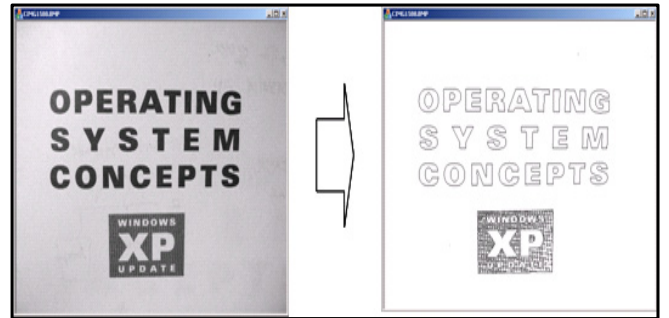 OPERATING
SYSTEM
CONCEPTS
WINDOWS
XP
UPDATE
OPERATING
SYSTEM
CONCEPTS
WINDOWS
XP